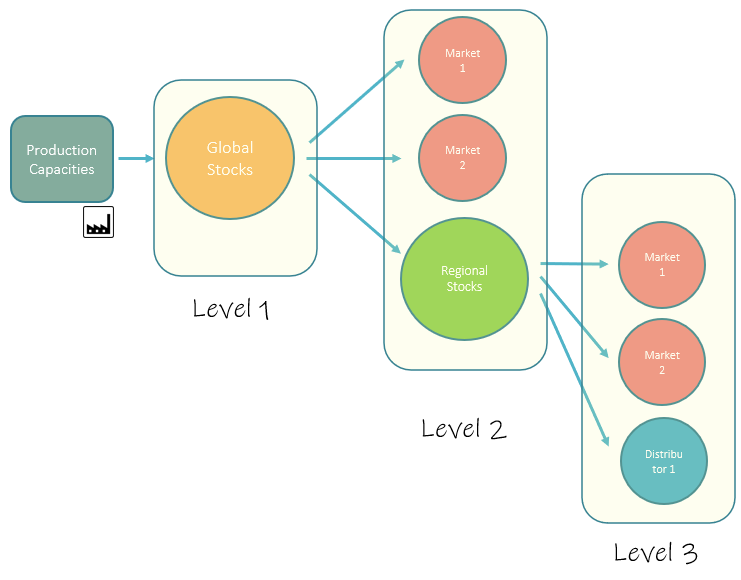 Production
Capacities
Global
Stocks
Level 1
Market
1
Market
2
Regional
Stocks
Level 2
Market
1
Market
2
Distribu
tor 1
Level 3